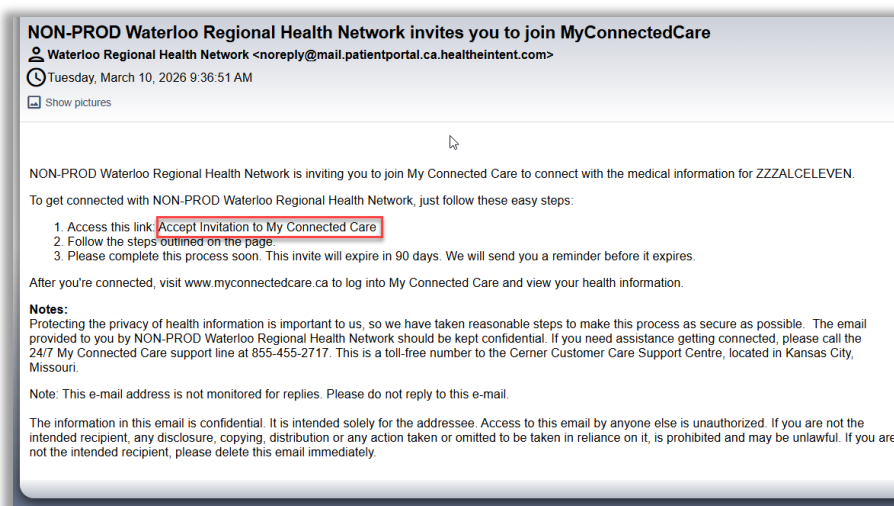 NON-PROD Waterloo Regional Health Network invites you to join MyConnectedCare
Waterloo Regional Health Network <noreply@mail.patientportal.ca.healtheintent.com>
Tuesday, March 10, 2026 9:36:51 AM
Show pictures
NON-PROD Waterloo Regional Health Network is inviting you to join My Connected Care to connect with the medical information for ZZZALCELEVEN.
To get connected with NON-PROD Waterloo Regional Health Network, just follow these easy steps:
1. Access this link: Accept Invitation to My Connected Care
2. Follow the steps outlined on the page.
3. Please complete this process soon. This invite will expire in 90 days. We will send you a reminder before it expires.
After you're connected, visit www.myconnectedcare.ca to log into My Connected Care and view your health information.
Notes:
Protecting the privacy of health information is important to us, so we have taken reasonable steps to make this process as secure as possible. The email
provided to you by NON-PROD Waterloo Regional Health Network should be kept confidential. If you need assistance getting connected, please call the
24/7 My Connected Care support line at 855-455-2717. This is a toll-free number to the Cerner Customer Care Support Centre, located in Kansas City,
Missouri.
Note: This e-mail address is not monitored for replies. Please do not reply to this e-mail.
The information in this email is confidential. It is intended solely for the addressee. Access to this email by anyone else is unauthorized. If you are not the
intended recipient, any disclosure, copying, distribution or any action taken or omitted to be taken in reliance on it, is prohibited and may be unlawful. If you are
not the intended recipient, please delete this email immediately.